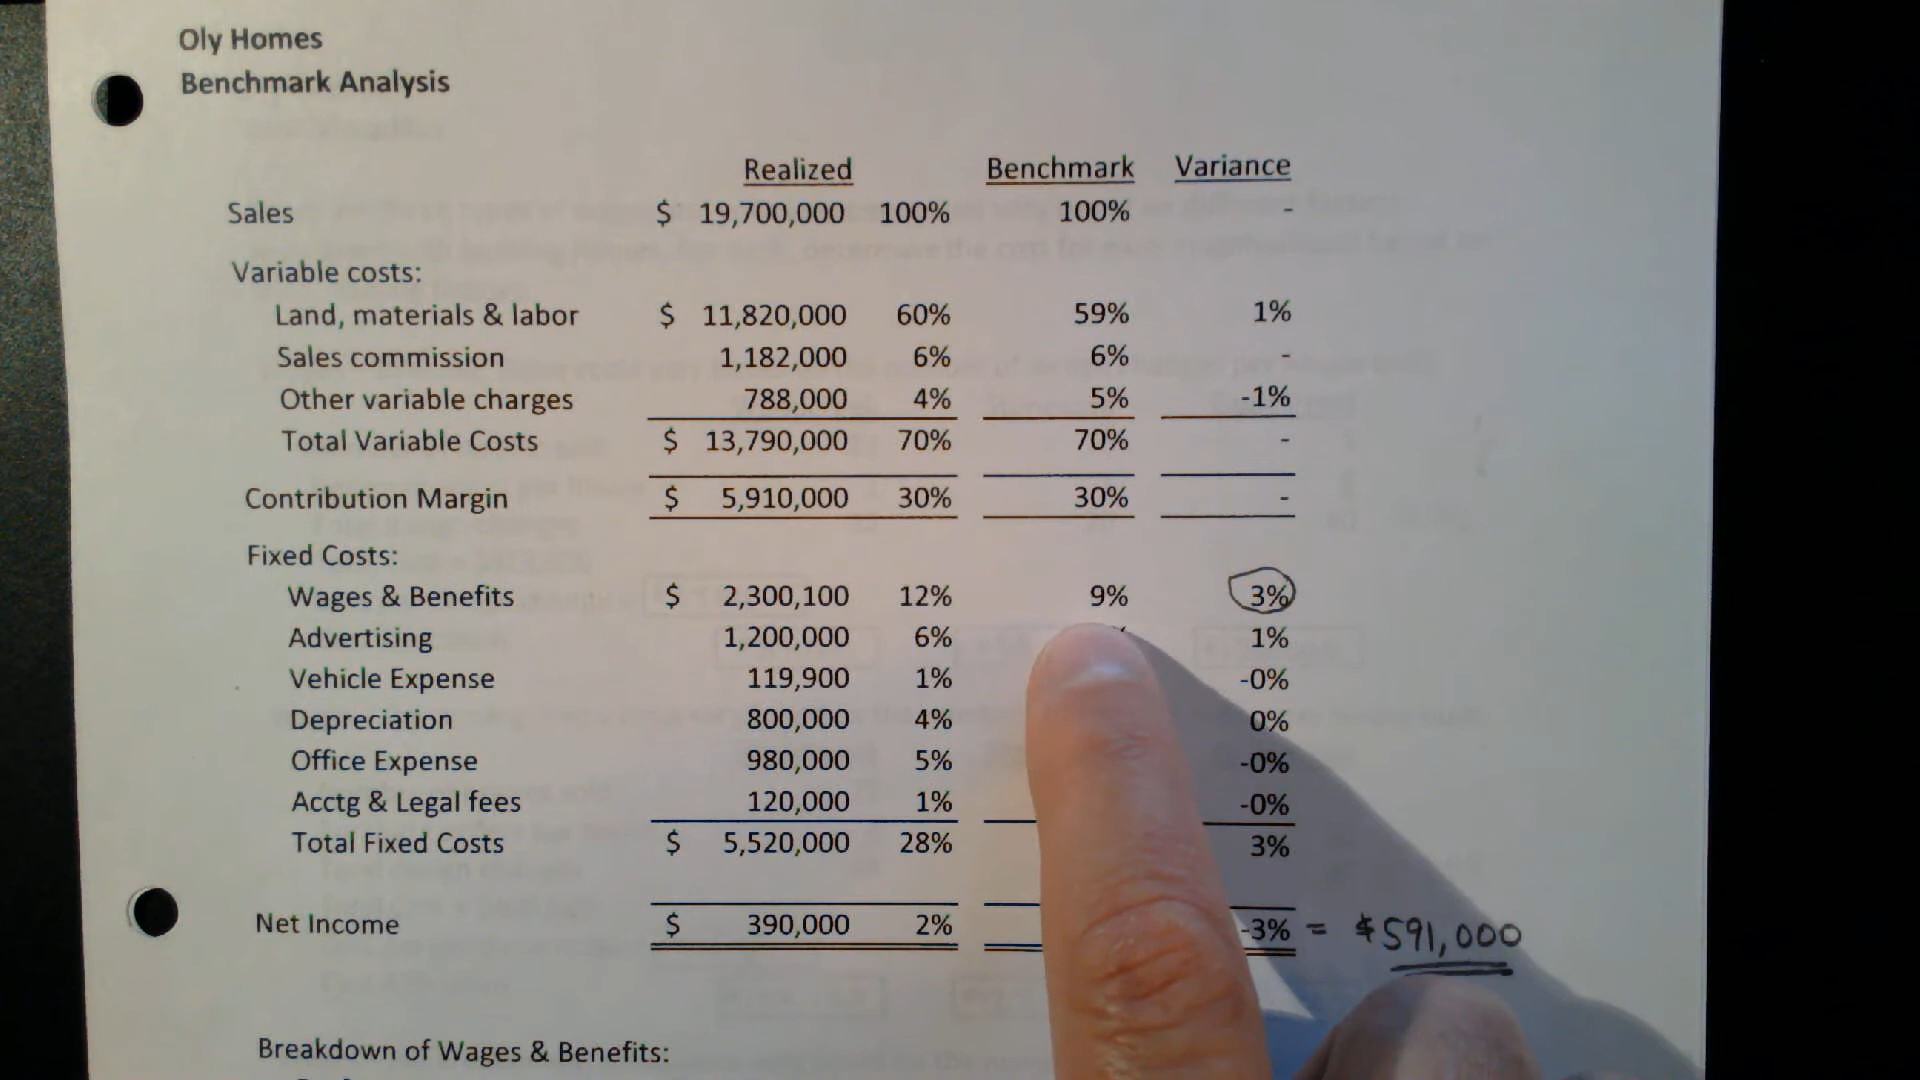 Oly Homes
Benchmark Analysis
Realized Benchmark Variance
Sales $ 19,700,000 100% 100% -
Variable costs:
Land, materials & labor $ 11,820,000 60% 59% 1%
Sales commission 1,182,000 6% 6% -
Other variable charges 788,000 4% 5% -1%
Total Variable Costs $ 13,790,000 70% 70% -
Contribution Margin $ 5,910,000 30% 30% -
Fixed Costs:
Wages & Benefits $ 2,300,100 12% 9% 3%
Advertising 1,200,000 6% 1%
Vehicle Expense 119,900 1% -0%
Depreciation 800,000 4% 0%
Office Expense 980,000 5% -0%
Acctg & Legal fees 120,000 1% -0%
Total Fixed Costs $ 5,520,000 28% 3%
Net Income $ 390,000 2% -3% = $591,000
Breakdown of Wages & Benefits: